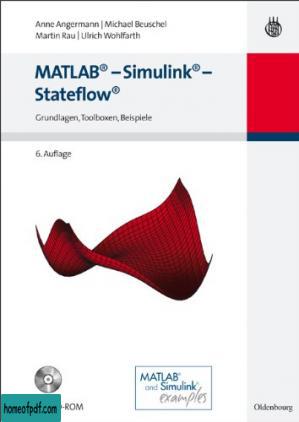 Anne Angermann | Michael Beuschel
Martin Rau | Ulrich Wohlfarth
MATLAB® – Simulink® –
Stateflow®
Grundlagen, Toolboxen, Beispiele
6. Auflage
MATLAB®
and Simulink®
examples
-ROM
homeofpdf.com
Oldenbourg